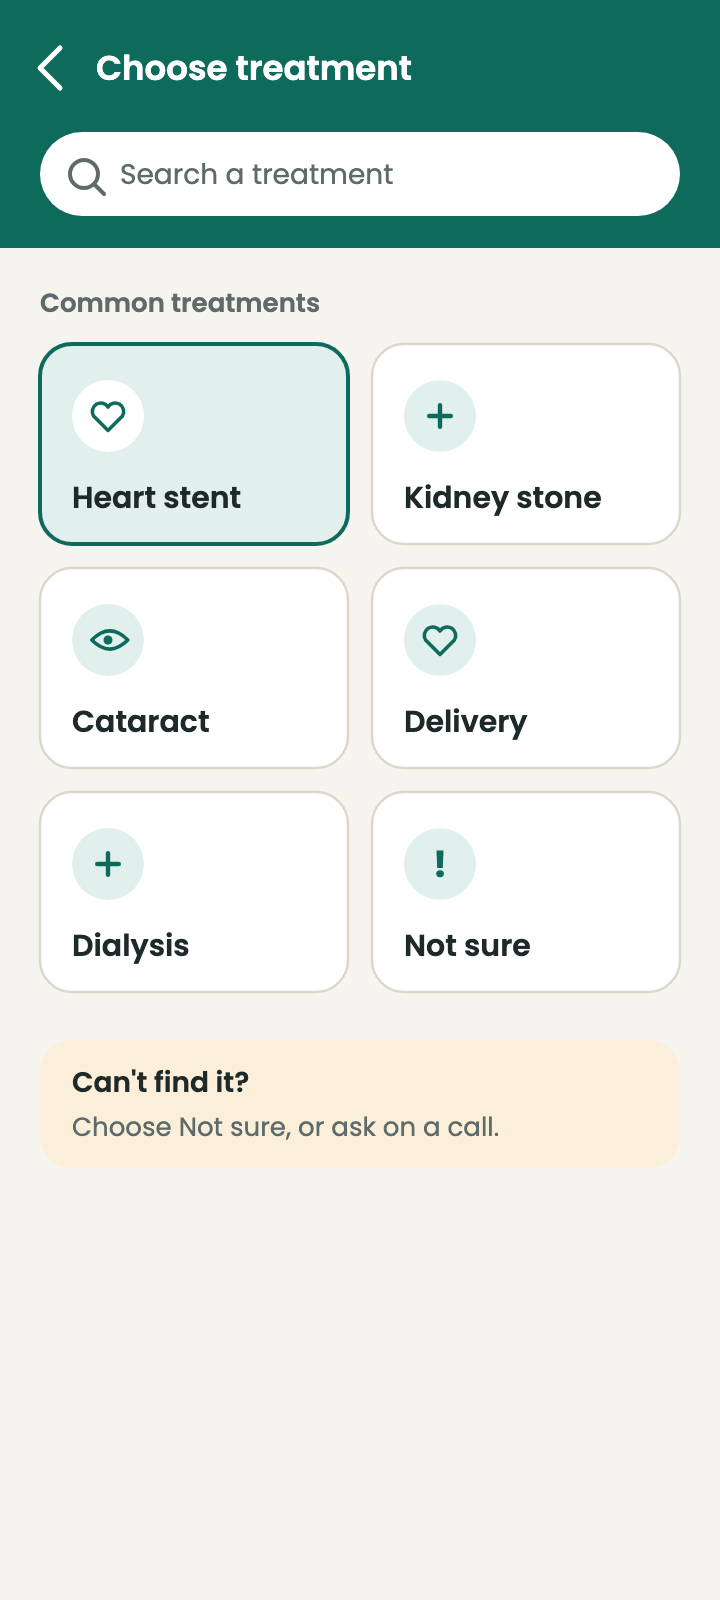 Choose treatment
Search a treatment
Common treatments
Heart stent
Kidney stone
Cataract
Delivery
Dialysis
!
Not sure
Can't find it?
Choose Not sure, or ask on a call.